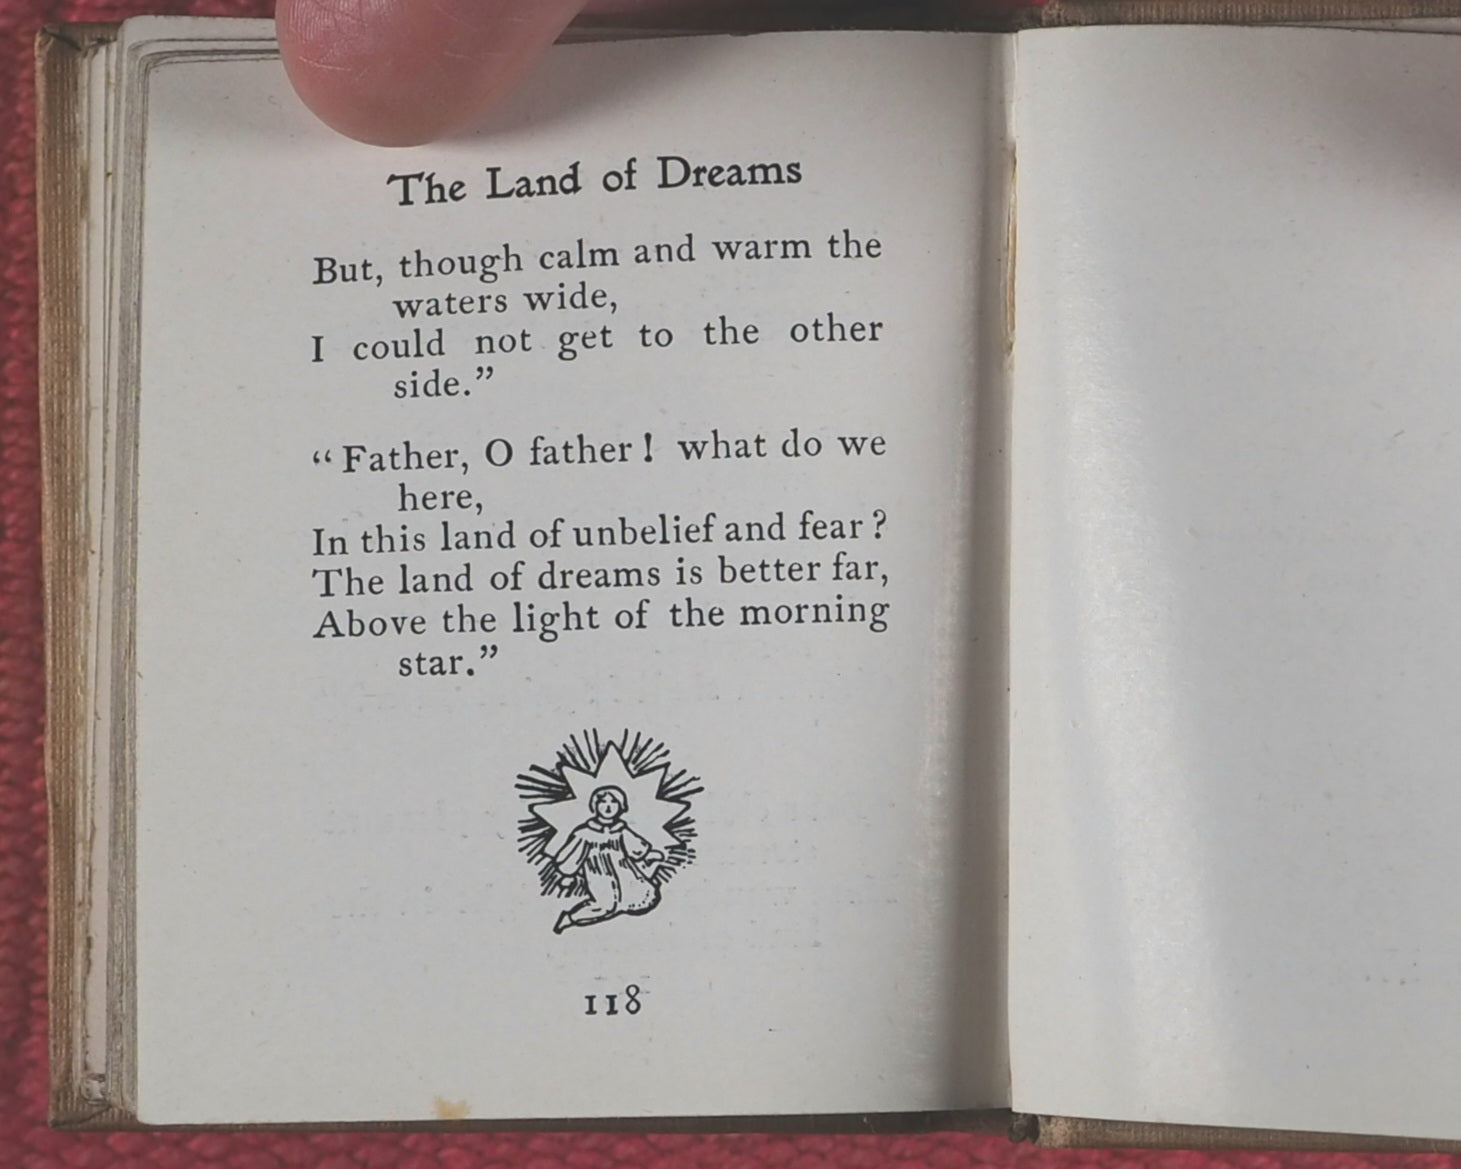 The Land of Dreams
But, though calm and warm the
waters wide,
I could not get to the other
side.”
“Father, O father! what do we
here,
In this land of unbelief and fear?
The land of dreams is better far,
Above the light of the morning
star.”
118